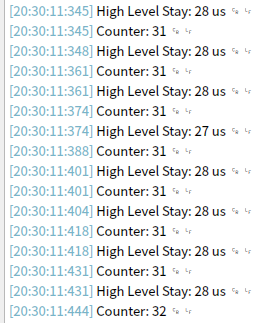 [20:30:11:345] High Level Stay: 28 us ␍ ␊
[20:30:11:345] Counter: 31 ␍ ␊
[20:30:11:348] High Level Stay: 28 us ␍ ␊
[20:30:11:361] Counter: 31 ␍ ␊
[20:30:11:361] High Level Stay: 28 us ␍ ␊
[20:30:11:374] Counter: 31 ␍ ␊
[20:30:11:374] High Level Stay: 27 us ␍ ␊
[20:30:11:388] Counter: 31 ␍ ␊
[20:30:11:401] High Level Stay: 28 us ␍ ␊
[20:30:11:401] Counter: 31 ␍ ␊
[20:30:11:404] High Level Stay: 28 us ␍ ␊
[20:30:11:418] Counter: 31 ␍ ␊
[20:30:11:418] High Level Stay: 28 us ␍ ␊
[20:30:11:431] Counter: 31 ␍ ␊
[20:30:11:431] High Level Stay: 28 us ␍ ␊
[20:30:11:444] Counter: 32 ␍ ␊